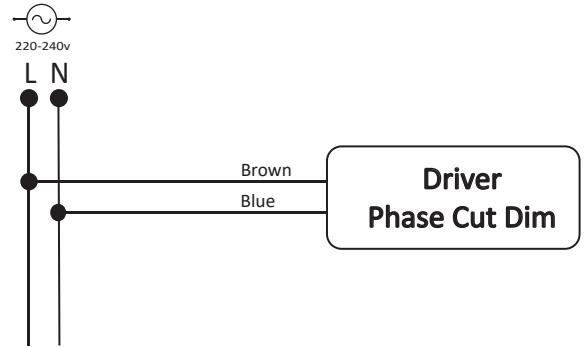 220-240v
L N
Brown
Blue
Driver
Phase Cut Dim